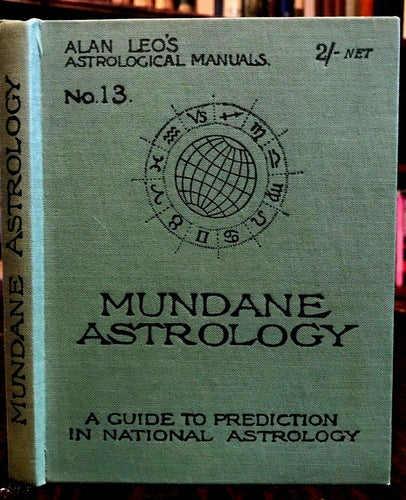 MUNDANE ASTROLOGY
ALAN LEO'S
ASTROLOGICAL MANUALS.
2/- NET
No. 13.
MUNDANE
ASTROLOGY
A GUIDE TO PREDICTION
IN NATIONAL ASTROLOGY